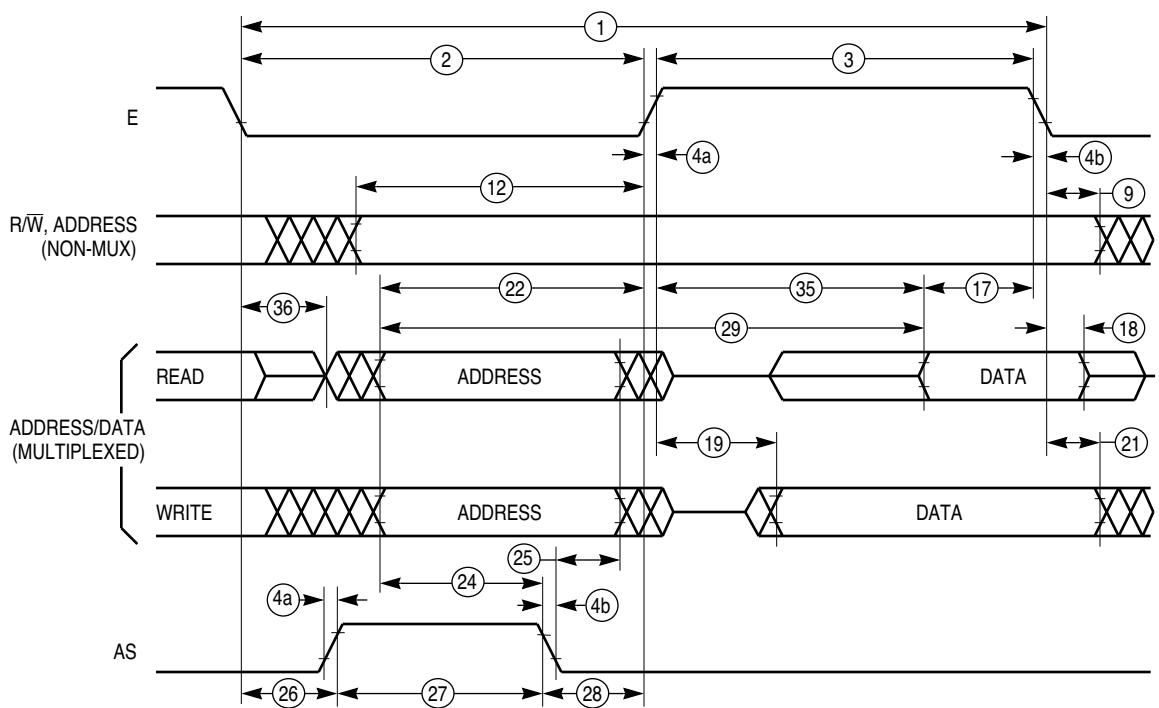 1
2
3
E
4a
4b
12
9
R/W̅, ADDRESS
(NON-MUX)
22
35
17
36
29
18
READ
ADDRESS
DATA
ADDRESS/DATA
(MULTIPLEXED)
19
21
WRITE
ADDRESS
DATA
25
24
4a
4b
AS
26
27
28